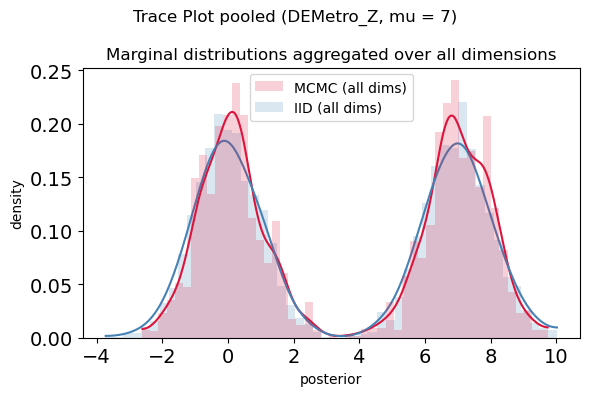 Trace Plot pooled (DEMetro_Z, mu = 7)
Marginal distributions aggregated over all dimensions
MCMC (all dims)
IID (all dims)
0.25
0.20
0.15
0.10
0.05
0.00
density
−4 −2 0 2 4 6 8 10
posterior